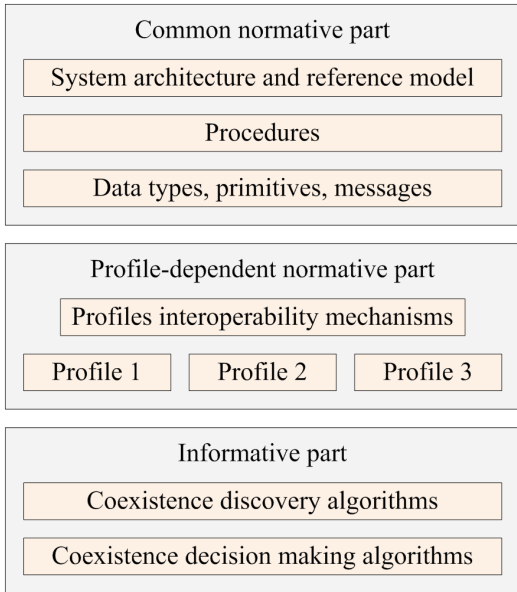 Common normative part
System architecture and reference model
Procedures
Data types, primitives, messages
Profile-dependent normative part
Profiles interoperability mechanisms
Profile 1 Profile 2 Profile 3
Informative part
Coexistence discovery algorithms
Coexistence decision making algorithms